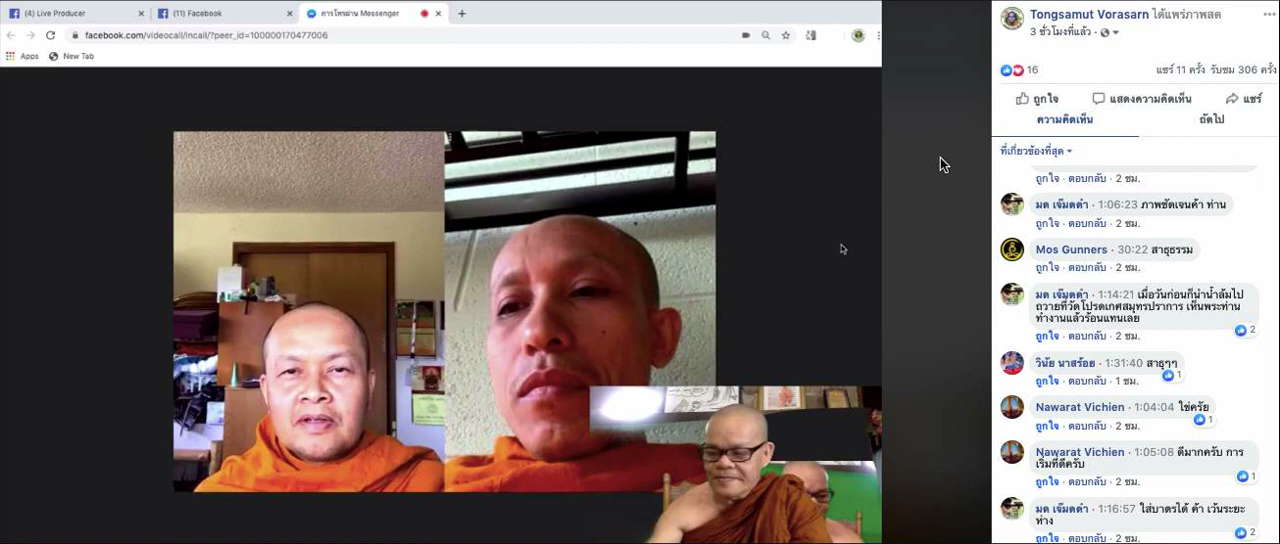 (4) Live Producer
(11) Facebook
การโทรผ่าน Messenger
facebook.com/videocall/incall/?peer_id=100000170477006
Apps
New Tab
Tongsamut Vorasarn ได้แพร่ภาพสด
3 ชั่วโมงที่แล้ว ·
16
แชร์ 11 ครั้ง รับชม 306 ครั้ง
ถูกใจ
แสดงความคิดเห็น
แชร์
ความคิดเห็น
ถัดไป
ที่เกี่ยวข้องที่สุด
ถูกใจ · ตอบกลับ · 2 ชม.
มด เจ๊มดดำ · 1:06:23 ภาพชัดเจนค้า ท่าน
ถูกใจ · ตอบกลับ · 2 ชม.
Mos Gunners · 30:22 สาธุธรรม
ถูกใจ · ตอบกลับ · 2 ชม.
มด เจ๊มดดำ · 1:14:21 เมื่อวันก่อนก็นำน้ำส้มไป
ถวายที่วัดโปรดเกศสมุทรปราการ เห็นพระท่าน
ทำงานแล้วร้อนแทนเลย
2
ถูกใจ · ตอบกลับ · 2 ชม.
วินัย นาสร้อย · 1:31:40 สาธุๆๆ
1
ถูกใจ · ตอบกลับ · 1 ชม.
Nawarat Vichien · 1:04:04 ใช่ครัย
1
ถูกใจ · ตอบกลับ · 2 ชม.
Nawarat Vichien · 1:05:08 ดีมากครับ การ
เริ่มที่ดีครับ
1
ถูกใจ · ตอบกลับ · 2 ชม.
มด เจ๊มดดำ · 1:16:57 ใส่บาตรได้ ค้า เว้นระยะ
ห่าง
2
ถูกใจ · ตอบกลับ · 2 ชม.